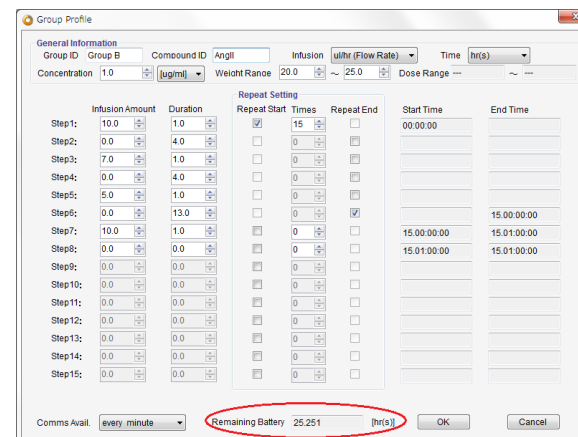 Group Profile
General Information
Group ID Group B Compound ID AngII Infusion ul/hr (Flow Rate) Time hr(s)
Concentration 1.0 [ug/ml] Weight Range 20.0 ~ 25.0 Dose Range --- ~ ---
Repeat Setting
Infusion Amount Duration Repeat Start Times Repeat End Start Time End Time
Step1: 10.0 1.0 15 00:00:00
Step2: 0.0 4.0 0
Step3: 7.0 1.0 0
Step4: 0.0 4.0 0
Step5: 5.0 1.0 0
Step6: 0.0 13.0 0 15.00:00:00
Step7: 10.0 1.0 0 15.00:00:00 15.01:00:00
Step8: 0.0 0.0 0 15.01:00:00 15.01:00:00
Step9: 0.0 0.0 0
Step10: 0.0 0.0 0
Step11: 0.0 0.0 0
Step12: 0.0 0.0 0
Step13: 0.0 0.0 0
Step14: 0.0 0.0 0
Step15: 0.0 0.0 0
Comms Avail. every minute Remaining Battery 25.251 [hr(s)] OK Cancel